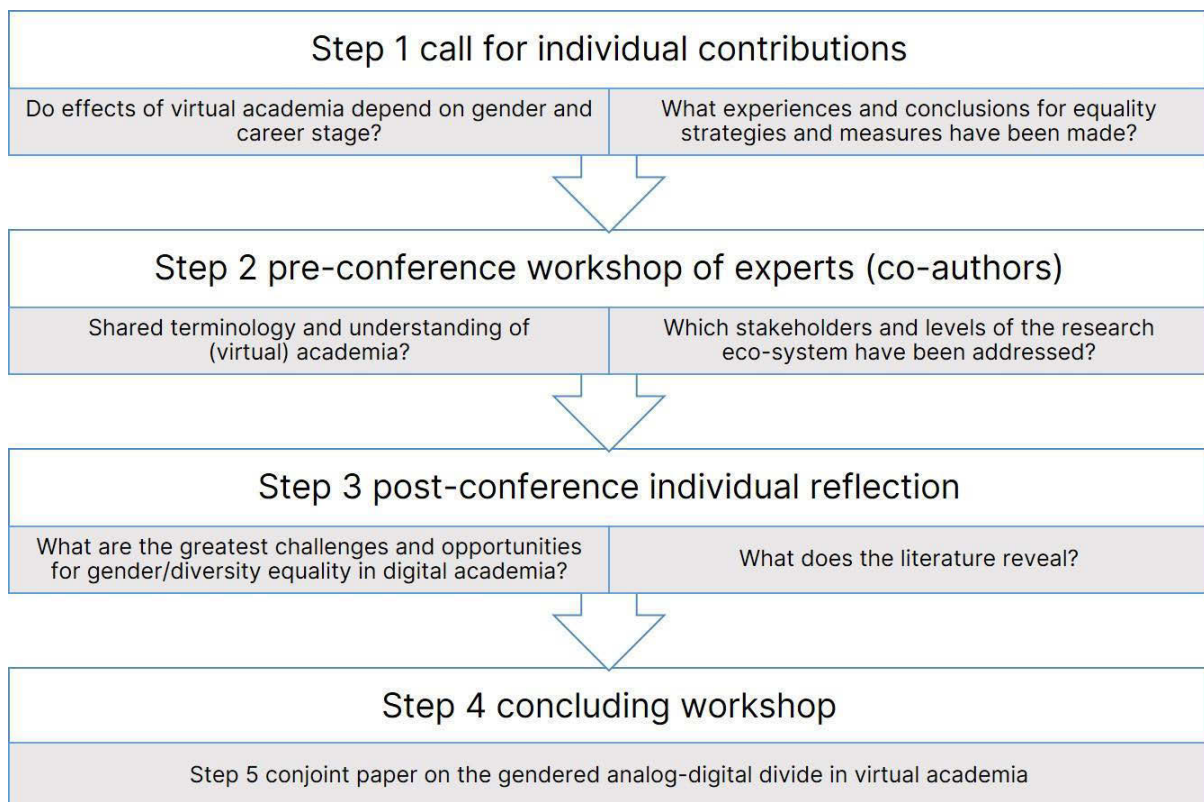 Step 1 call for individual contributions
Do effects of virtual academia depend on gender and
career stage?
What experiences and conclusions for equality
strategies and measures have been made?
Step 2 pre-conference workshop of experts (co-authors)
Shared terminology and understanding of
(virtual) academia?
Which stakeholders and levels of the research
eco-system have been addressed?
Step 3 post-conference individual reflection
What are the greatest challenges and opportunities
for gender/diversity equality in digital academia?
What does the literature reveal?
Step 4 concluding workshop
Step 5 conjoint paper on the gendered analog-digital divide in virtual academia